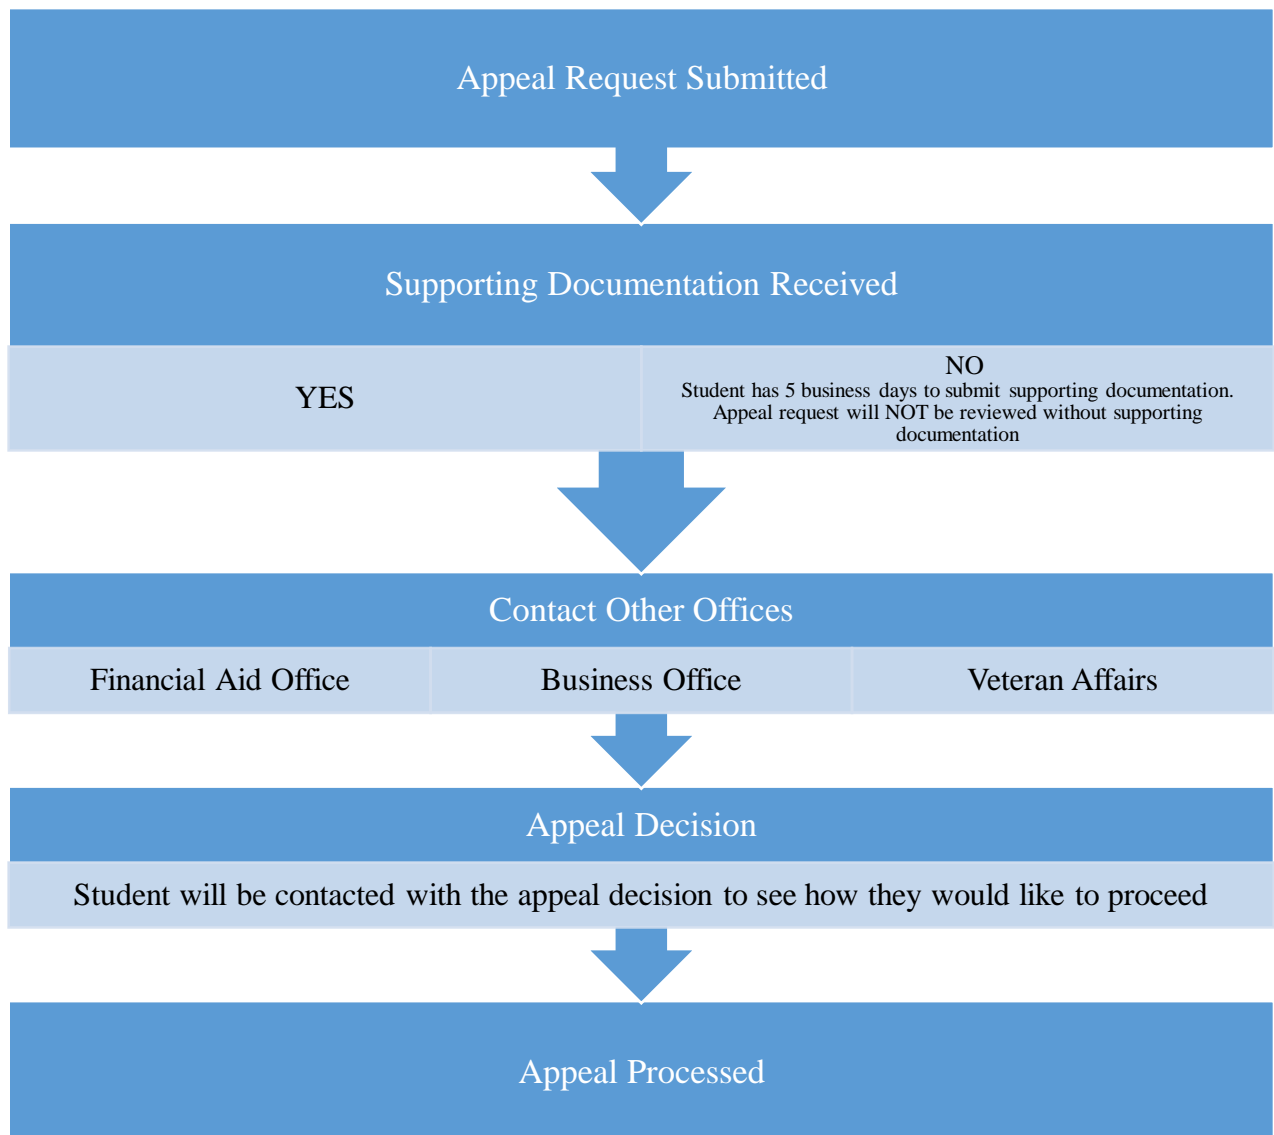 Appeal Request Submitted
Supporting Documentation Received
YES
NO
Student has 5 business days to submit supporting documentation.
Appeal request will NOT be reviewed without supporting
documentation
Contact Other Offices
Financial Aid Office
Business Office
Veteran Affairs
Appeal Decision
Student will be contacted with the appeal decision to see how they would like to proceed
Appeal Processed